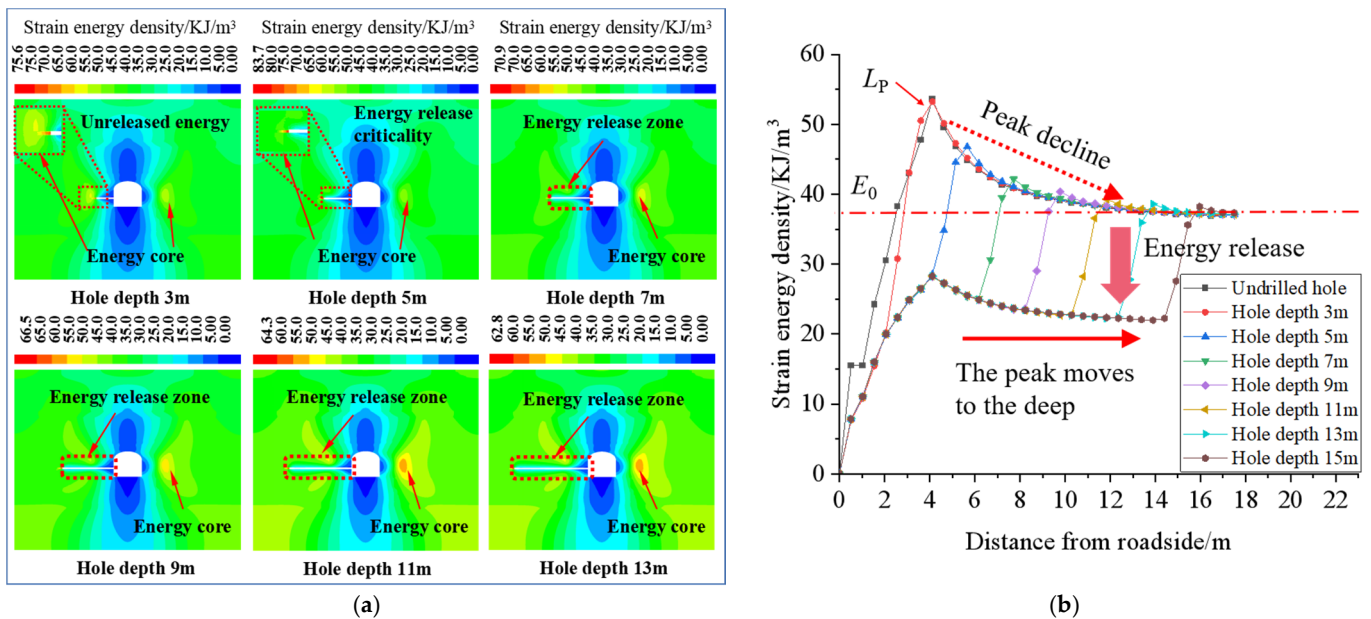 (a)
Strain energy density/KJ/m³
75.6
75.0
70.0
65.0
60.0
55.0
50.0
45.0
40.0
35.0
30.0
25.0
20.0
15.0
10.0
5.00
0.00
Unreleased energy
Energy core
Hole depth 3m
Strain energy density/KJ/m³
83.7
80.0
75.0
70.0
65.0
60.0
55.0
50.0
45.0
40.0
35.0
30.0
25.0
20.0
15.0
10.0
5.00
0.00
Energy release
criticality
Energy core
Hole depth 5m
Strain energy density/KJ/m³
70.9
70.0
65.0
60.0
55.0
50.0
45.0
40.0
35.0
30.0
25.0
20.0
15.0
10.0
5.00
0.00
Energy release zone
Energy core
Hole depth 7m
66.5
65.0
60.0
55.0
50.0
45.0
40.0
35.0
30.0
25.0
20.0
15.0
10.0
5.00
0.00
Energy release zone
Energy core
Hole depth 9m
64.3
60.0
55.0
50.0
45.0
40.0
35.0
30.0
25.0
20.0
15.0
10.0
5.00
0.00
Energy release zone
Energy core
Hole depth 11m
62.8
60.0
55.0
50.0
45.0
40.0
35.0
30.0
25.0
20.0
15.0
10.0
5.00
0.00
Energy release zone
Energy core
Hole depth 13m
(b)
Strain energy density/KJ/m³
60
50
40
30
20
10
0
L_P
Peak decline
E₀
Energy release
The peak moves
to the deep
Undrilled hole
Hole depth 3m
Hole depth 5m
Hole depth 7m
Hole depth 9m
Hole depth 11m
Hole depth 13m
Hole depth 15m
0 2 4 6 8 10 12 14 16 18 20 22
Distance from roadside/m